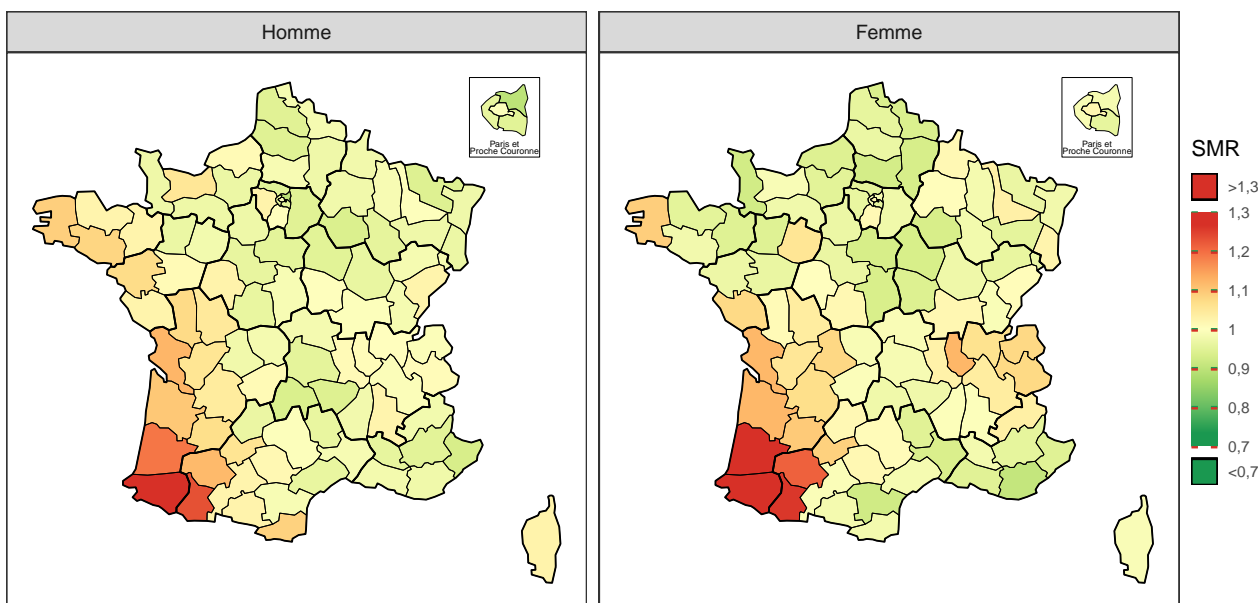 Homme
Femme
Paris et
Proche Couronne
Paris et
Proche Couronne
SMR
>1,3
1,3
1,2
1,1
1
0,9
0,8
0,7
<0,7